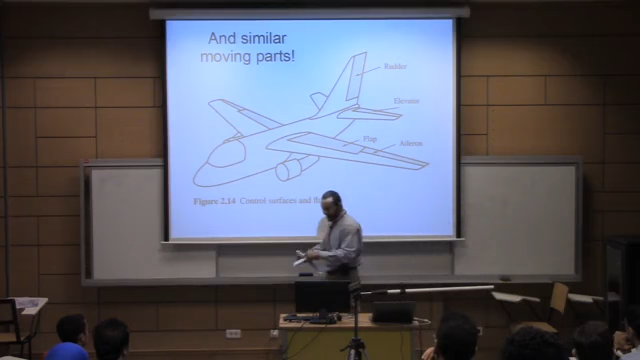 And similar
moving parts!
Rudder
Elevator
Flap
Aileron
Figure 2.14 Control surfaces and